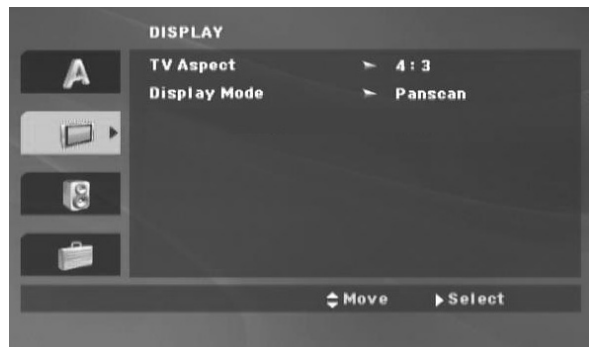 DISPLAY
TV Aspect 4:3
Display Mode Panscan
A
Move Select